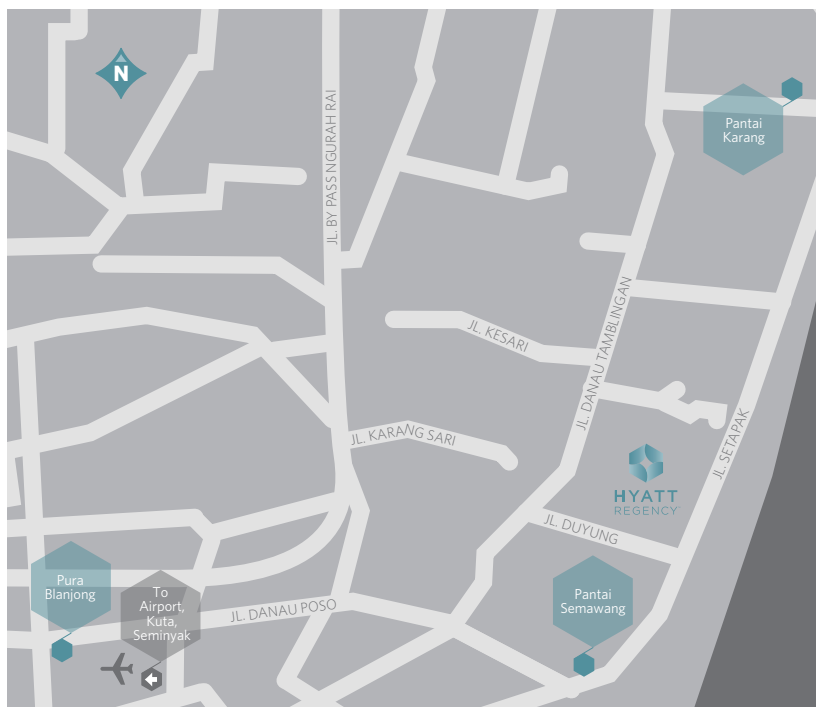 N
JL. BY PASS NGURAH RAI
Pantai
Karang
JL. KESARI
JL. DANAU TAMBLINGAN
JL. KARANG SARI
JL. SETAPAK
HYATT
REGENCY
JL. DUYUNG
Pura
Blanjong
To
Airport,
Kuta,
Seminyak
JL. DANAU POSO
Pantai
Semawang